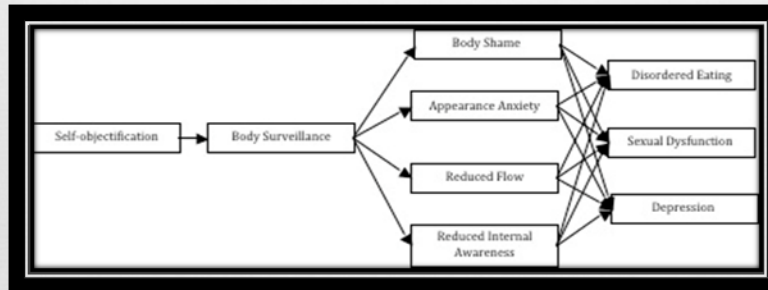 Self-objectification
Body Surveillance
Body Shame
Appearance Anxiety
Reduced Flow
Reduced Internal
Awareness
Disordered Eating
Sexual Dysfunction
Depression